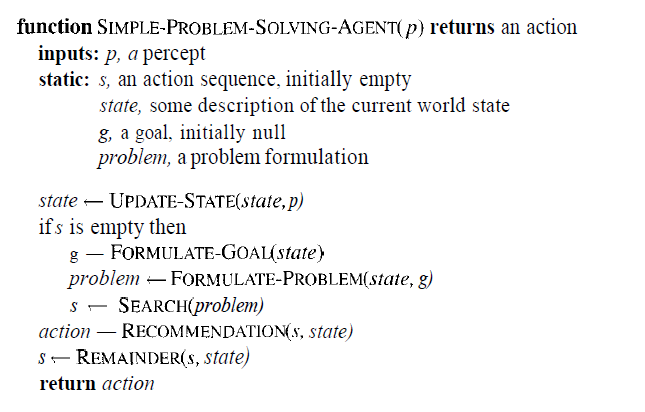 function SIMPLE-PROBLEM-SOLVING-AGENT(p) returns an action
inputs: p, a percept
static: s, an action sequence, initially empty
state, some description of the current world state
g, a goal, initially null
problem, a problem formulation
state ← UPDATE-STATE(state, p)
if s is empty then
g — FORMULATE-GOAL(state)
problem ← FORMULATE-PROBLEM(state, g)
s ← SEARCH(problem)
action — RECOMMENDATION(s, state)
s ← REMAINDER(s, state)
return action